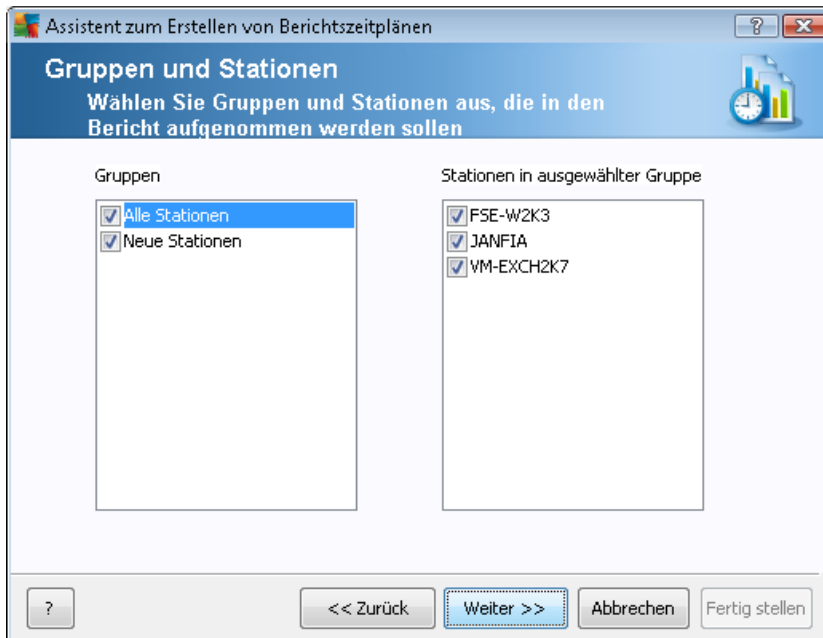 Assistent zum Erstellen von Berichtszeitplänen
?
Gruppen und Stationen
Wählen Sie Gruppen und Stationen aus, die in den
Bericht aufgenommen werden sollen
Gruppen
Alle Stationen
Neue Stationen
Stationen in ausgewählter Gruppe
FSE-W2K3
JANFIA
VM-EXCH2K7
?
<< Zurück
Weiter >>
Abbrechen
Fertig stellen